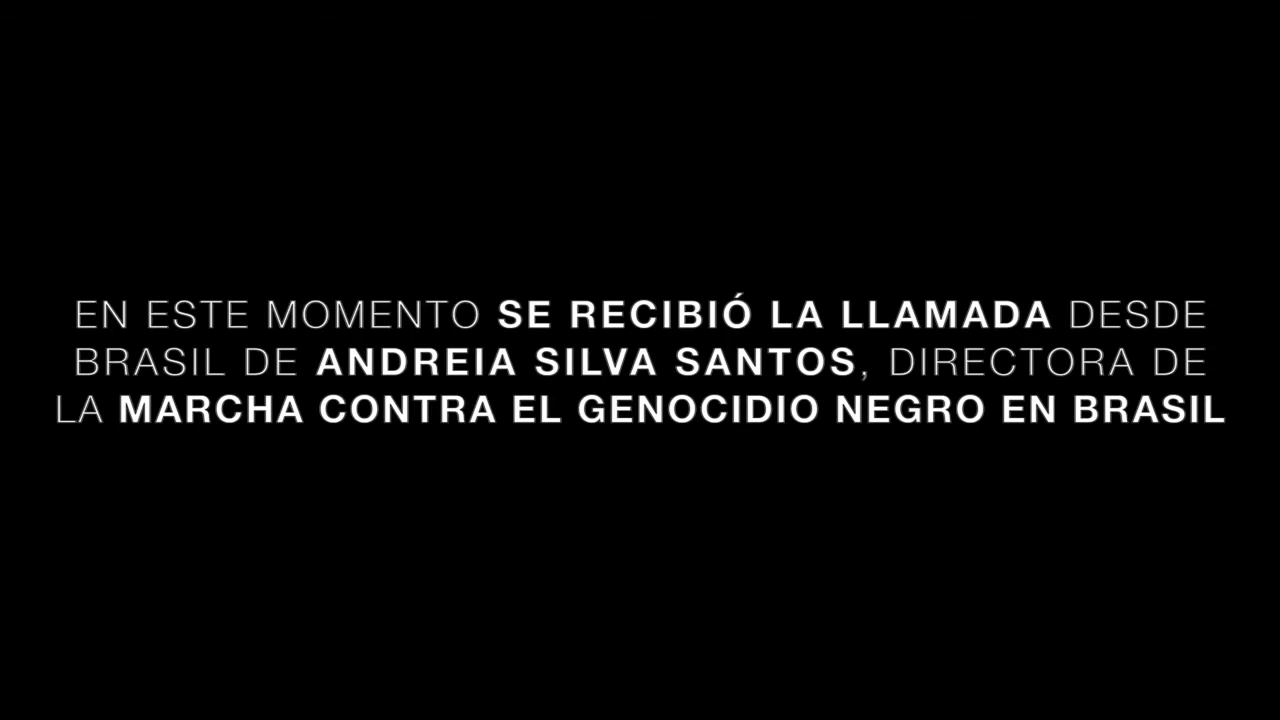 EN ESTE MOMENTO SE RECIBIÓ LA LLAMADA DESDE
BRASIL DE ANDREIA SILVA SANTOS, DIRECTORA DE
LA MARCHA CONTRA EL GENOCIDIO NEGRO EN BRASIL